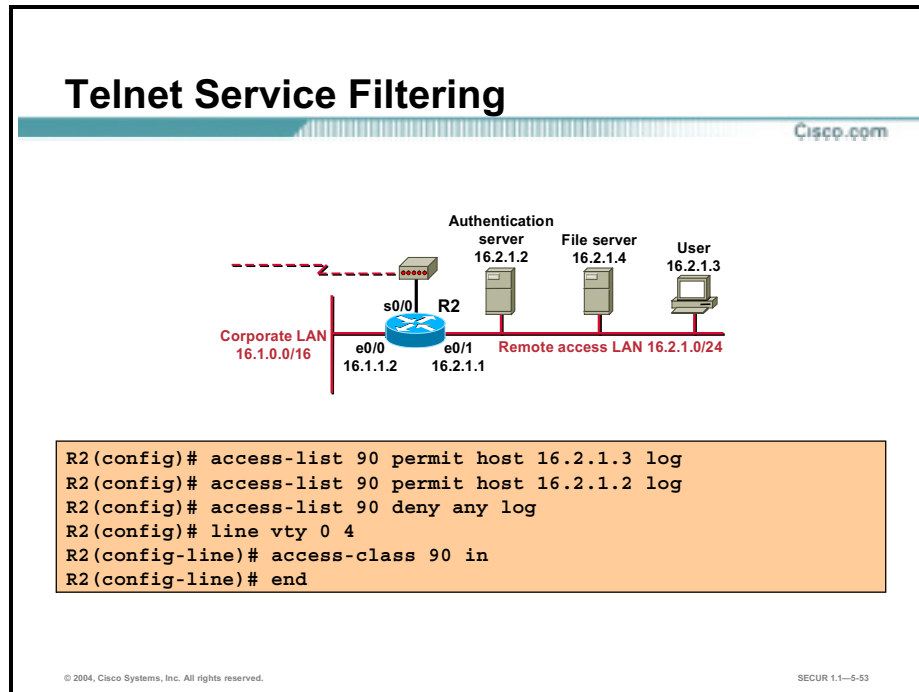 Telnet Service Filtering
Cisco.com
Authentication
server
16.2.1.2
File server
16.2.1.4
User
16.2.1.3
s0/0
R2
Corporate LAN
16.1.0.0/16
e0/0
16.1.1.2
e0/1
16.2.1.1
Remote access LAN 16.2.1.0/24
R2(config)# access-list 90 permit host 16.2.1.3 log
R2(config)# access-list 90 permit host 16.2.1.2 log
R2(config)# access-list 90 deny any log
R2(config)# line vty 0 4
R2(config-line)# access-class 90 in
R2(config-line)# end
© 2004, Cisco Systems, Inc. All rights reserved.
SECUR 1.1—5-53